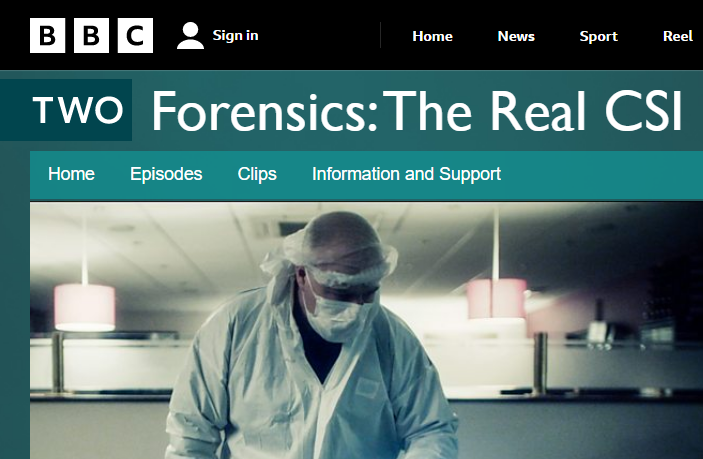 BBC Sign in Home News Sport Reel
TWO Forensics: The Real CSI
Home Episodes Clips Information and Support